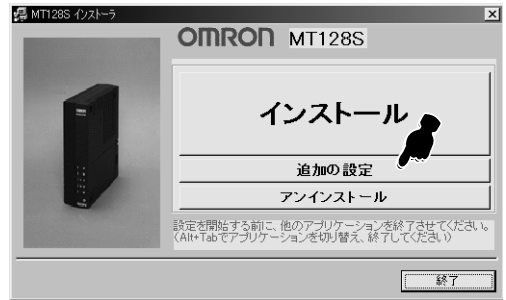 MT128S インストーラ
OMRON MT128S
インストール
追加の設定
アンインストール
設定を開始する前に、他のアプリケーションを終了させてください。
(Alt+Tabでアプリケーションを切り替え、終了してください)
終了